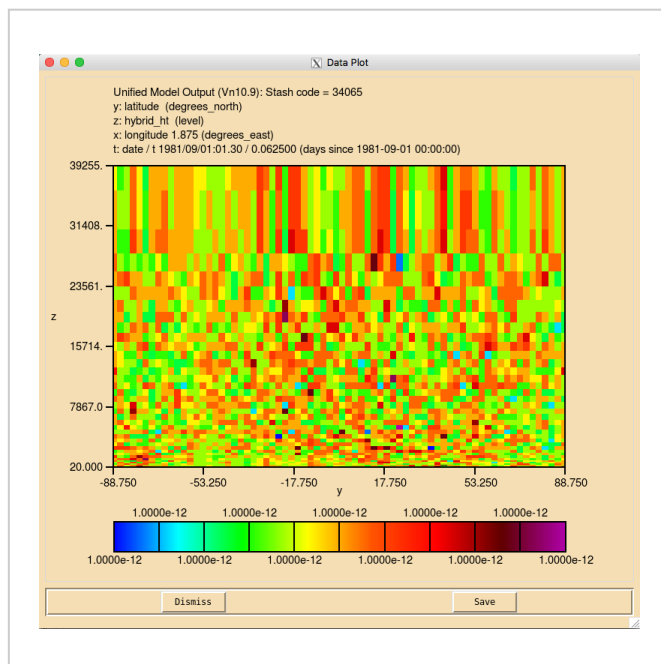 Data Plot
Unified Model Output (Vn10.9): Stash code = 34065
y: latitude (degrees_north)
z: hybrid_ht (level)
x: longitude 1.875 (degrees_east)
t: date / t 1981/09/01:01.30 / 0.062500 (days since 1981-09-01 00:00:00)
39255.
31408.
23561.
z
15714.
7867.0
20.000
-88.750 -53.250 -17.750 17.750 53.250 88.750
y
1.0000e-12 1.0000e-12 1.0000e-12 1.0000e-12 1.0000e-12
1.0000e-12 1.0000e-12 1.0000e-12 1.0000e-12 1.0000e-12 1.0000e-12
Dismiss Save